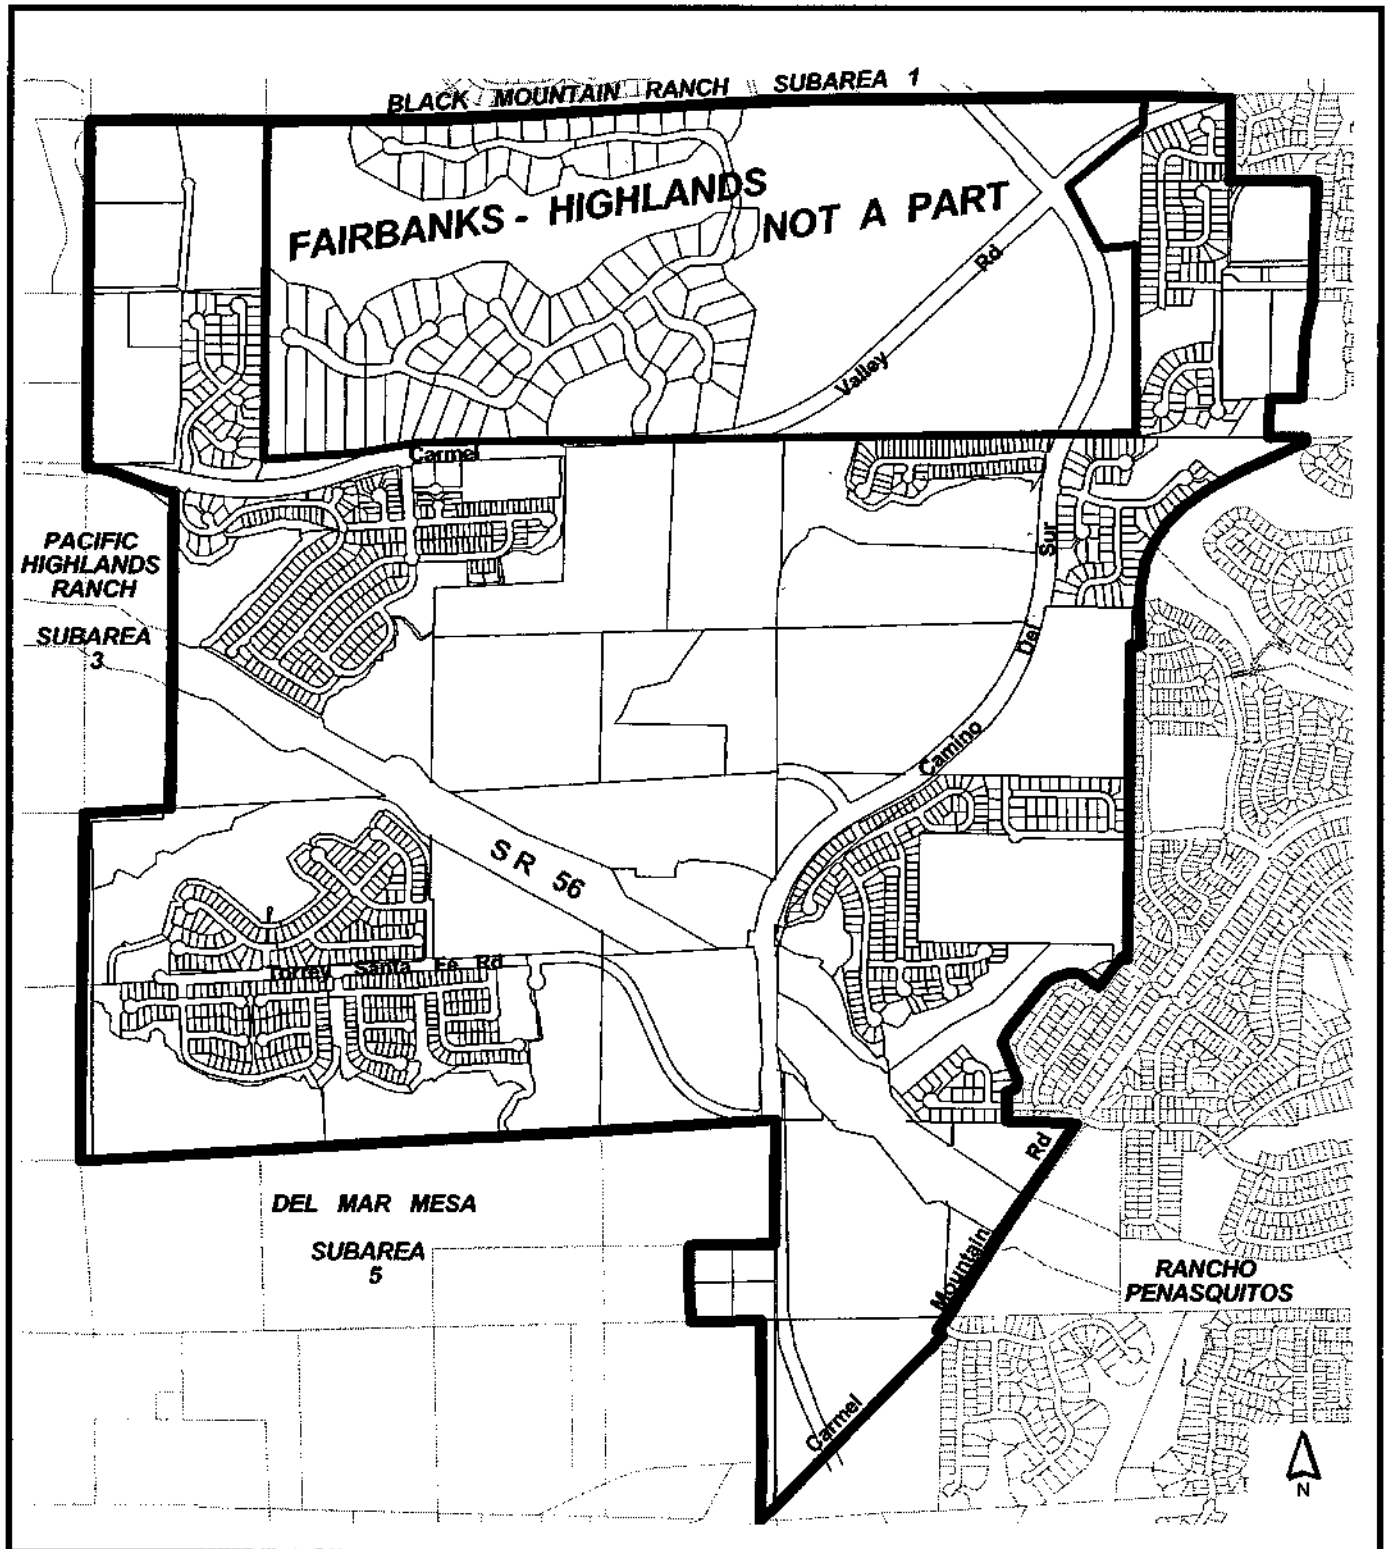 BLACK MOUNTAIN RANCH SUBAREA 1
FAIRBANKS - HIGHLANDS
NOT A PART
Rd
Valley
Carmel
PACIFIC
HIGHLANDS
RANCH
SUBAREA
3
Sur
Del
Camino
S R 56
Torrey Santa Fe Rd
DEL MAR MESA
SUBAREA
5
Rd
Mountain
Carmel
RANCHO
PENASQUITOS
N